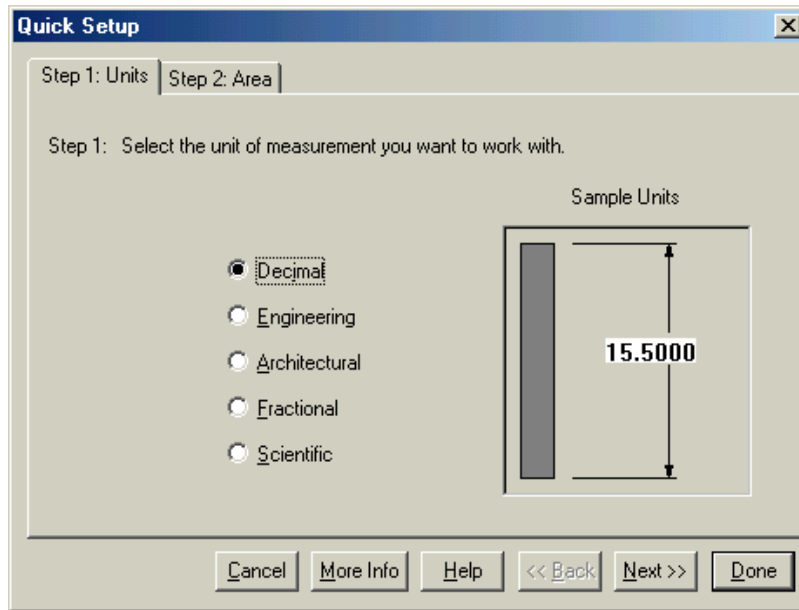 Quick Setup
Step 1: Units
Step 2: Area
Step 1: Select the unit of measurement you want to work with.
Sample Units
Decimal
Engineering
Architectural
Fractional
Scientific
15.5000
Cancel
More Info
Help
<< Back
Next >>
Done